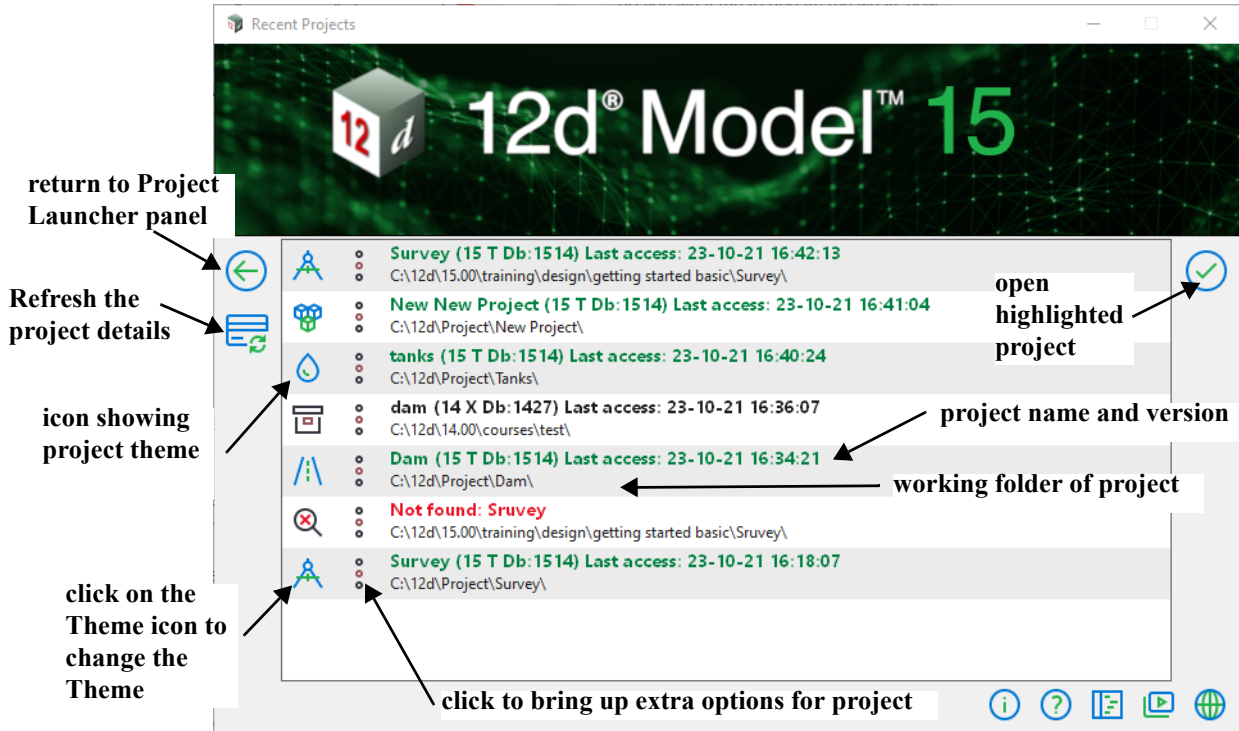 Recent Projects
12 d
12d® Model™ 15
return to Project
Launcher panel
Refresh the
project details
icon showing
project theme
click on the
Theme icon to
change the
Theme
Survey (15 T Db:1514) Last access: 23-10-21 16:42:13
C:\12d\15.00\training\design\getting started basic\Survey\
New New Project (15 T Db:1514) Last access: 23-10-21 16:41:04
C:\12d\Project\New Project\
tanks (15 T Db:1514) Last access: 23-10-21 16:40:24
C:\12d\Project\Tanks\
dam (14 X Db:1427) Last access: 23-10-21 16:36:07
C:\12d\14.00\courses\test\
Dam (15 T Db:1514) Last access: 23-10-21 16:34:21
C:\12d\Project\Dam\
Not found: Sruvey
C:\12d\15.00\training\design\getting started basic\Sruvey\
Survey (15 T Db:1514) Last access: 23-10-21 16:18:07
C:\12d\Project\Survey\
open
highlighted
project
project name and version
working folder of project
click to bring up extra options for project